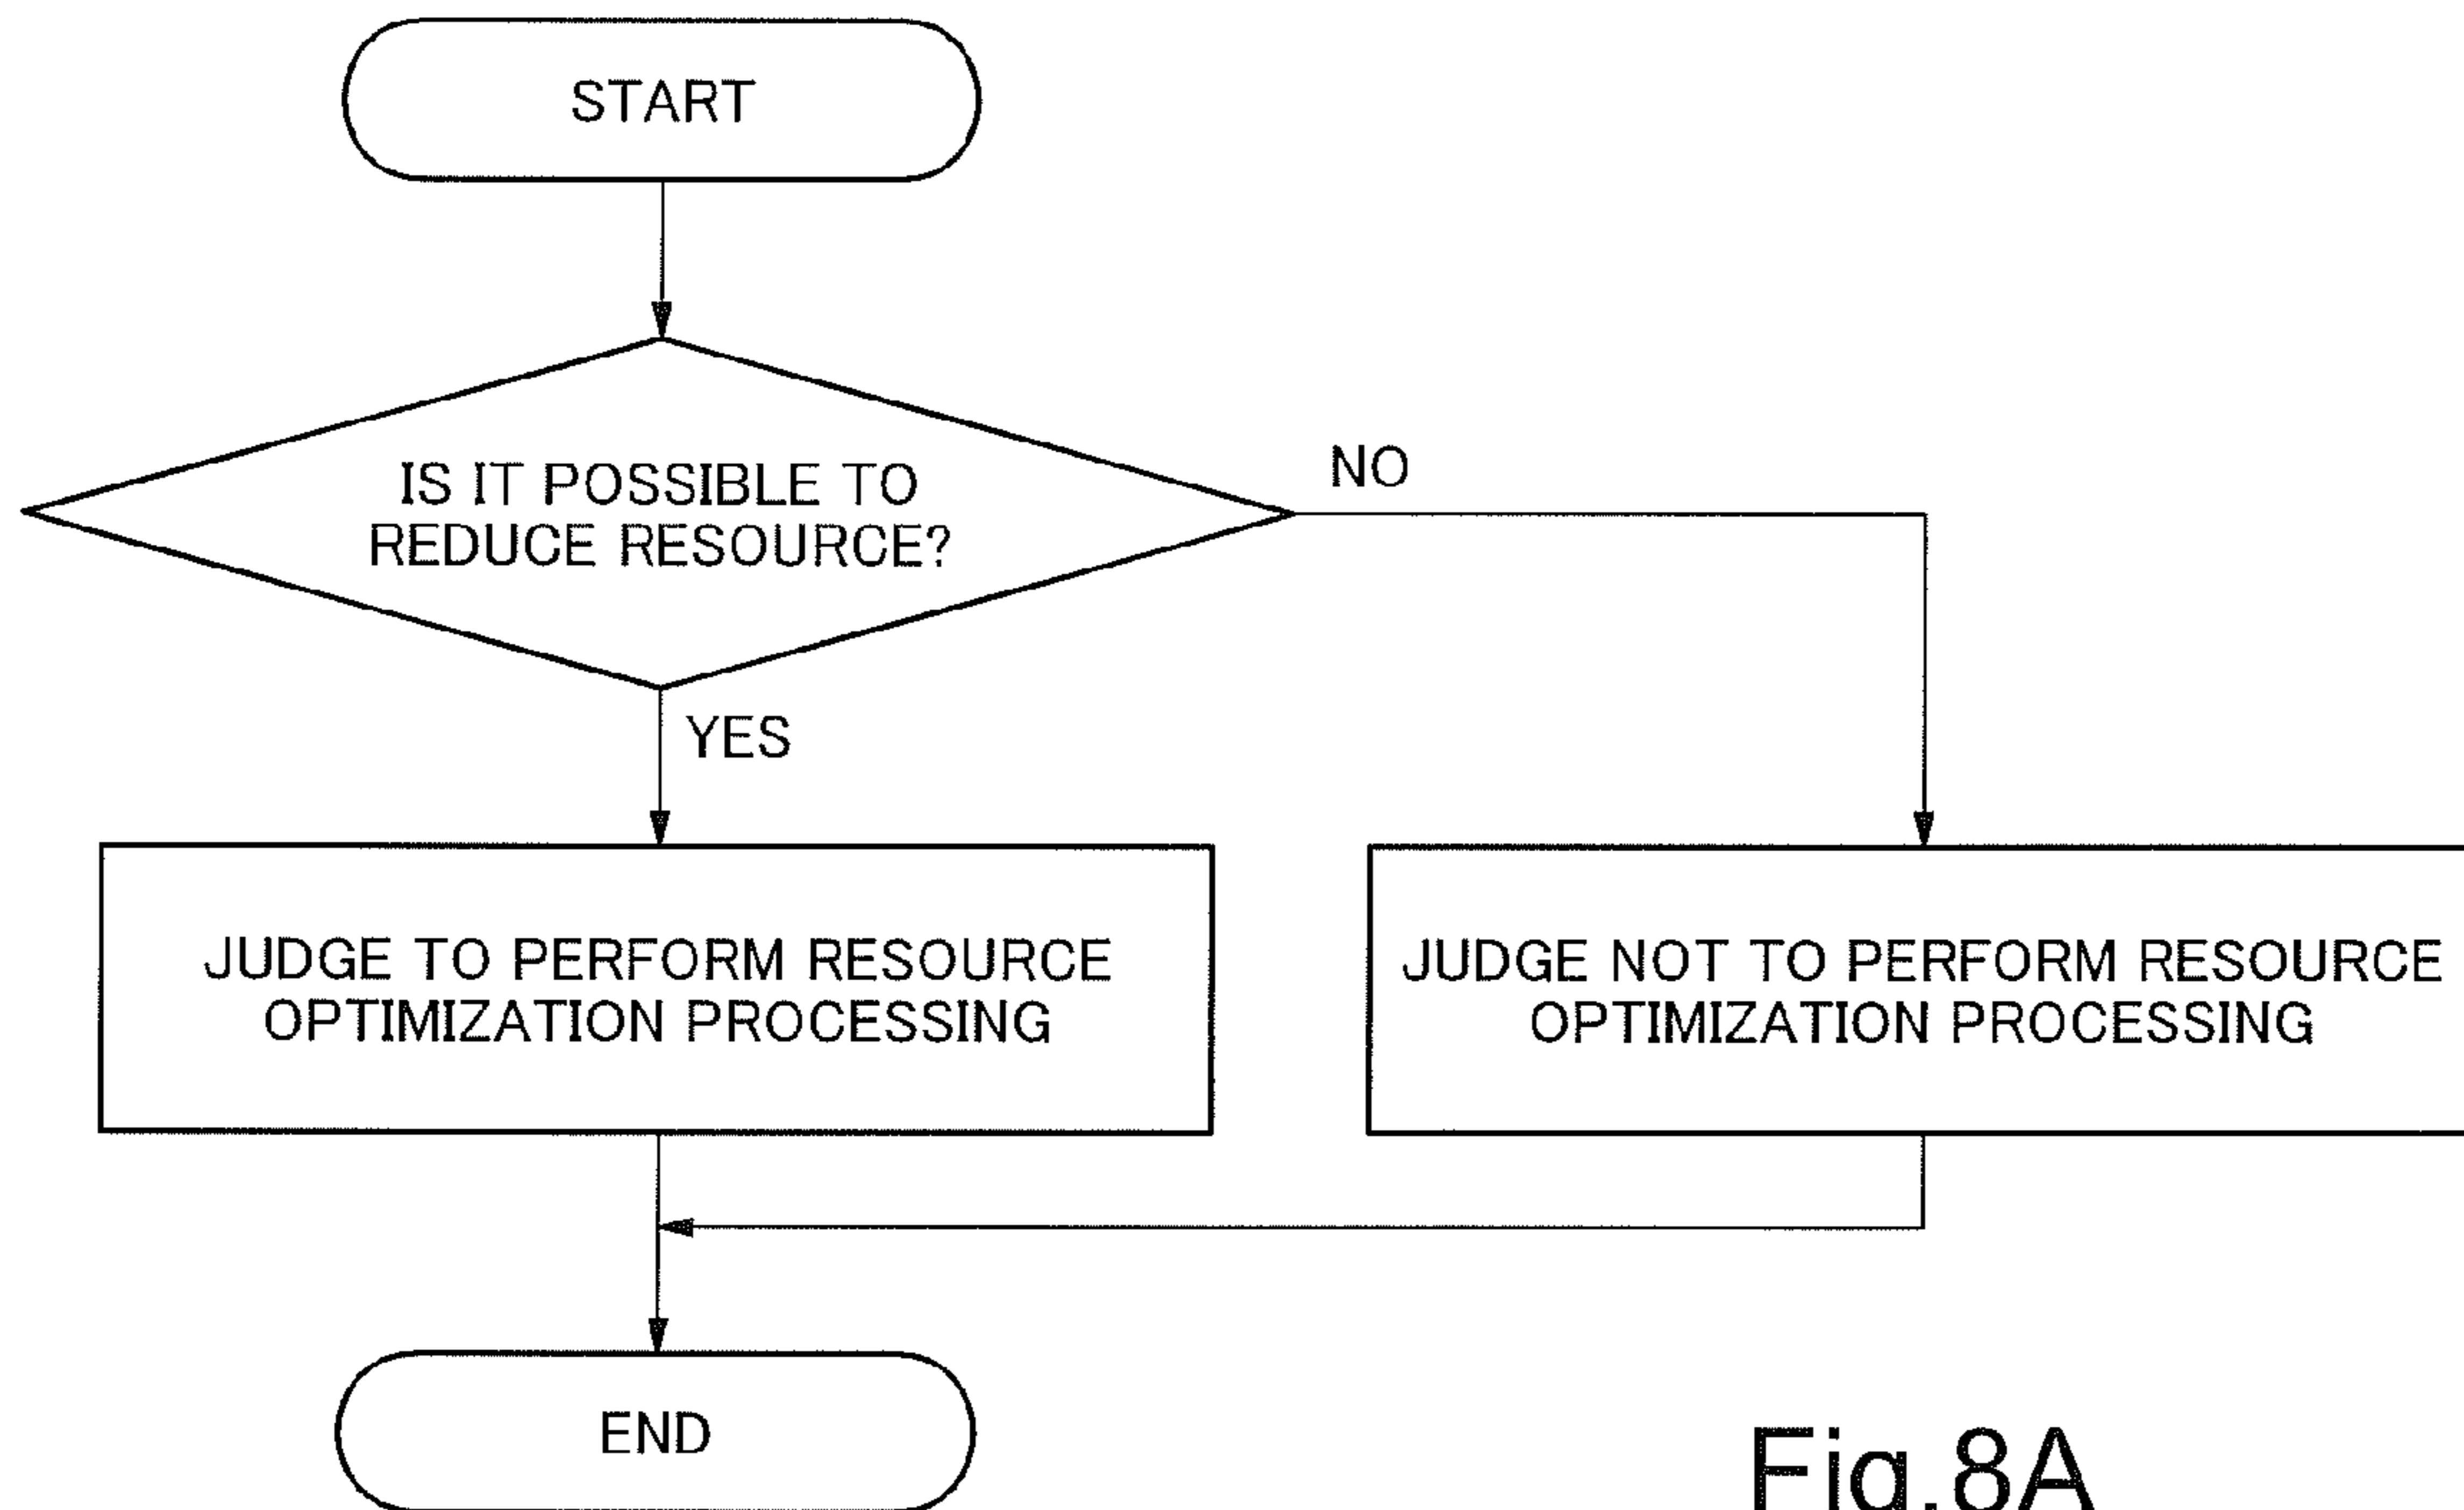 START
IS IT POSSIBLE TO
REDUCE RESOURCE?
NO
YES
JUDGE TO PERFORM RESOURCE
OPTIMIZATION PROCESSING
JUDGE NOT TO PERFORM RESOURCE
OPTIMIZATION PROCESSING
END
Fig.8A